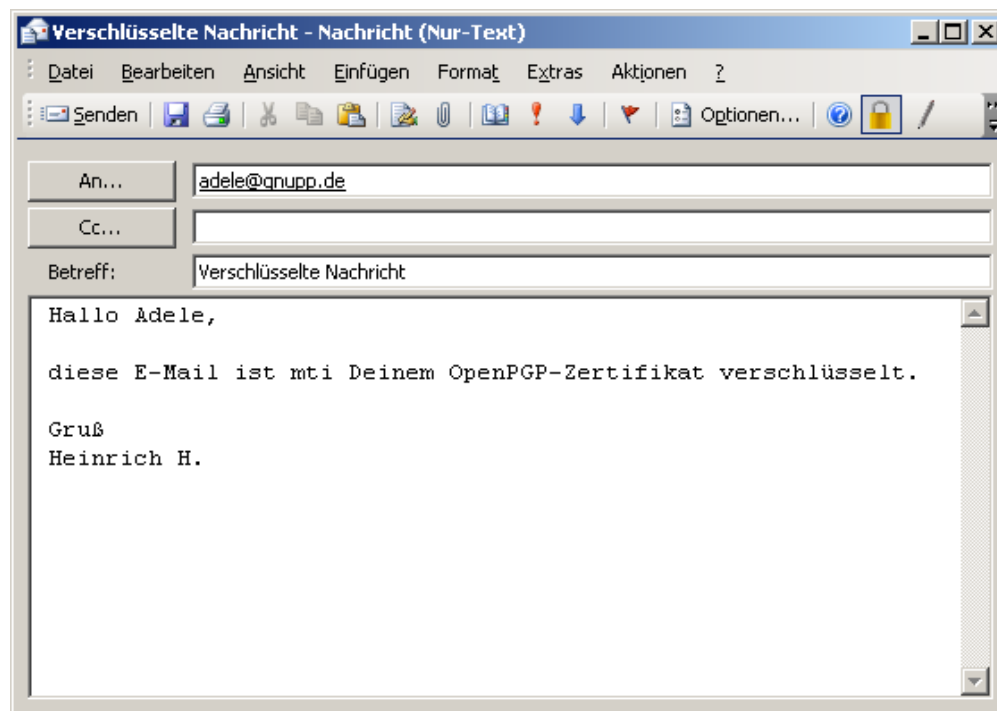 Verschlüsselte Nachricht - Nachricht (Nur-Text)
Datei Bearbeiten Ansicht Einfügen Format Extras Aktionen ?
Senden Optionen...
An... adele@gnupp.de
Cc...
Betreff: Verschlüsselte Nachricht
Hallo Adele,
diese E-Mail ist mti Deinem OpenPGP-Zertifikat verschlüsselt.
Gruß
Heinrich H.